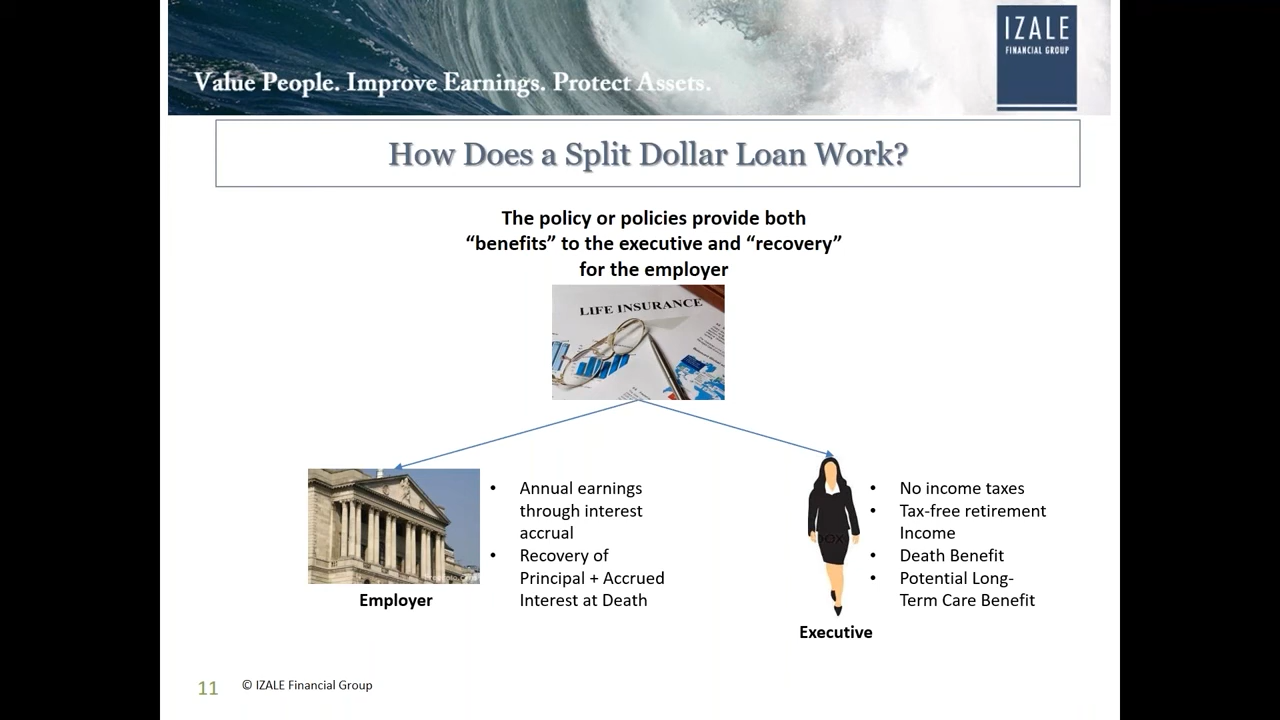 IZALE
FINANCIAL GROUP
Value People. Improve Earnings. Protect Assets.
How Does a Split Dollar Loan Work?
The policy or policies provide both
“benefits” to the executive and “recovery”
for the employer
LIFE INSURANCE
• Annual earnings
through interest
accrual
• Recovery of
Principal + Accrued
Interest at Death
Employer
• No income taxes
• Tax-free retirement
Income
• Death Benefit
• Potential Long-
Term Care Benefit
Executive
11
© IZALE Financial Group